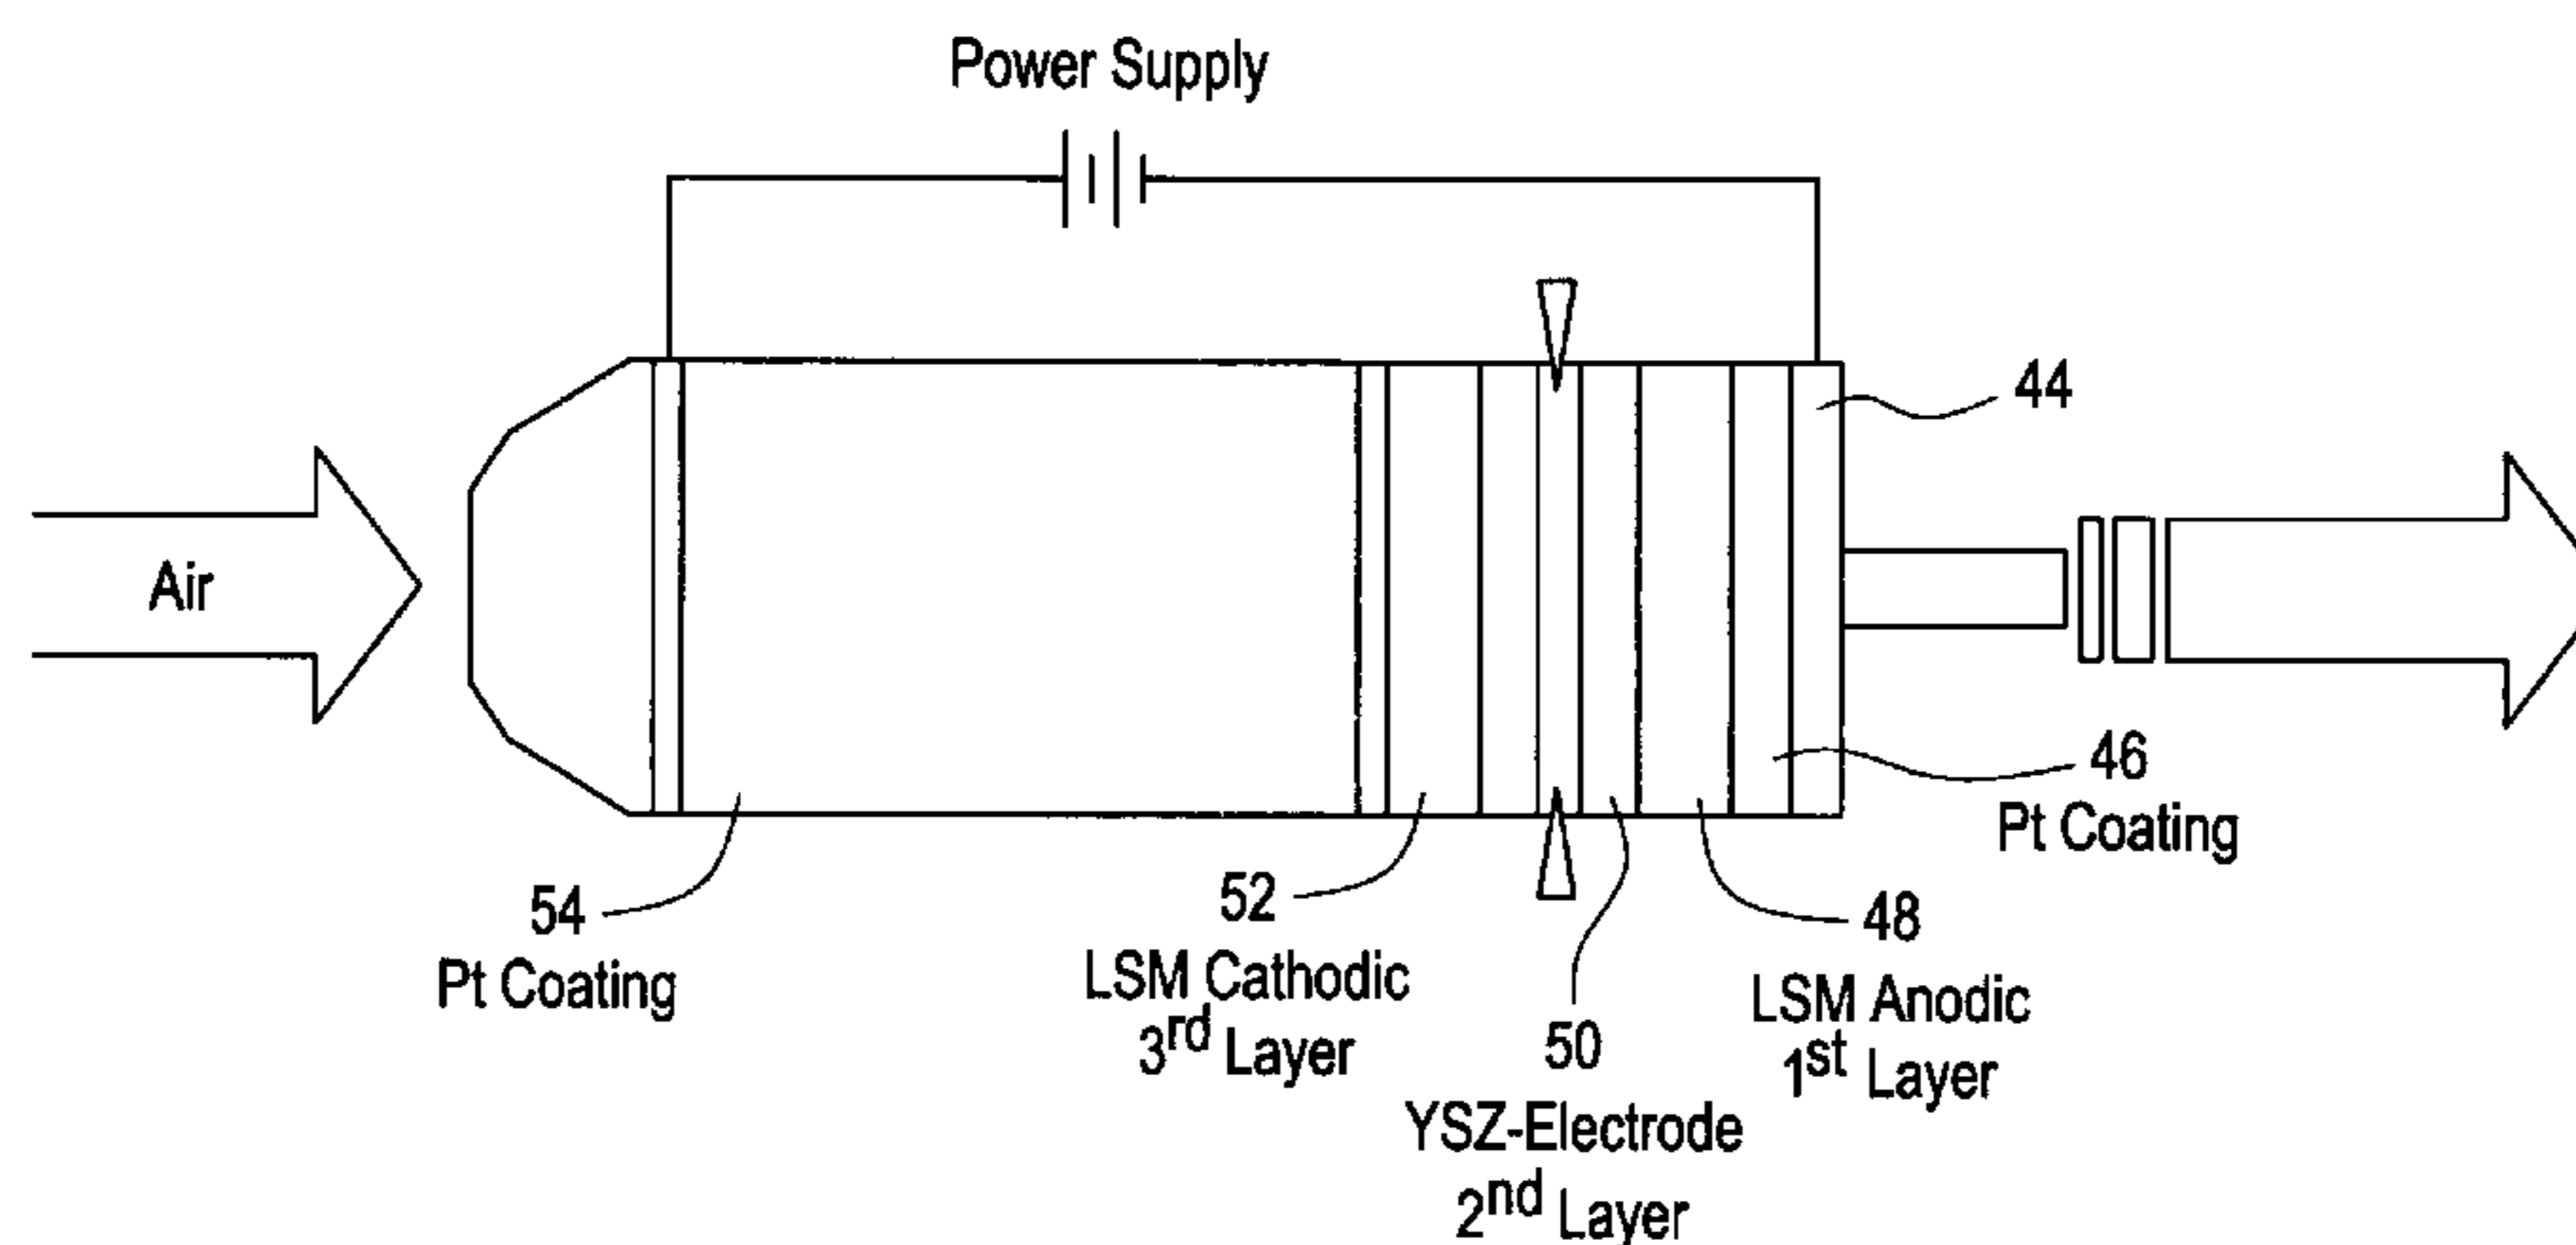 Power Supply
Air
44
46
Pt Coating
54
Pt Coating
52
LSM Cathodic
3rd Layer
50
YSZ-Electrode
2nd Layer
48
LSM Anodic
1st Layer